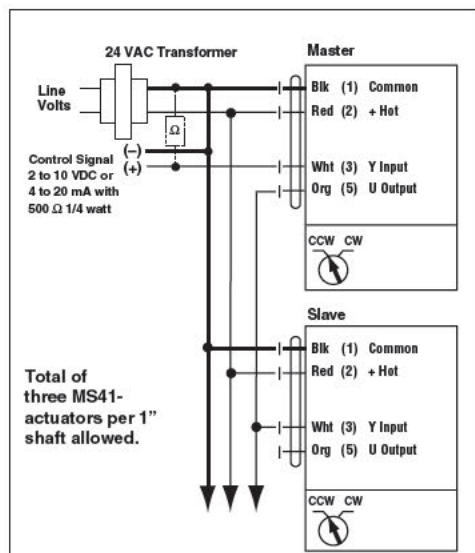 24 VAC Transformer
Master
Line
Volts
Blk (1) Common
Red (2) + Hot
Ω
Control Signal (–)
2 to 10 VDC or (+)
4 to 20 mA with
500 Ω 1/4 watt
Wht (3) Y Input
Org (5) U Output
CCW CW
Slave
Blk (1) Common
Red (2) + Hot
Total of
three MS41-
actuators per 1"
shaft allowed.
Wht (3) Y Input
Org (5) U Output
CCW CW